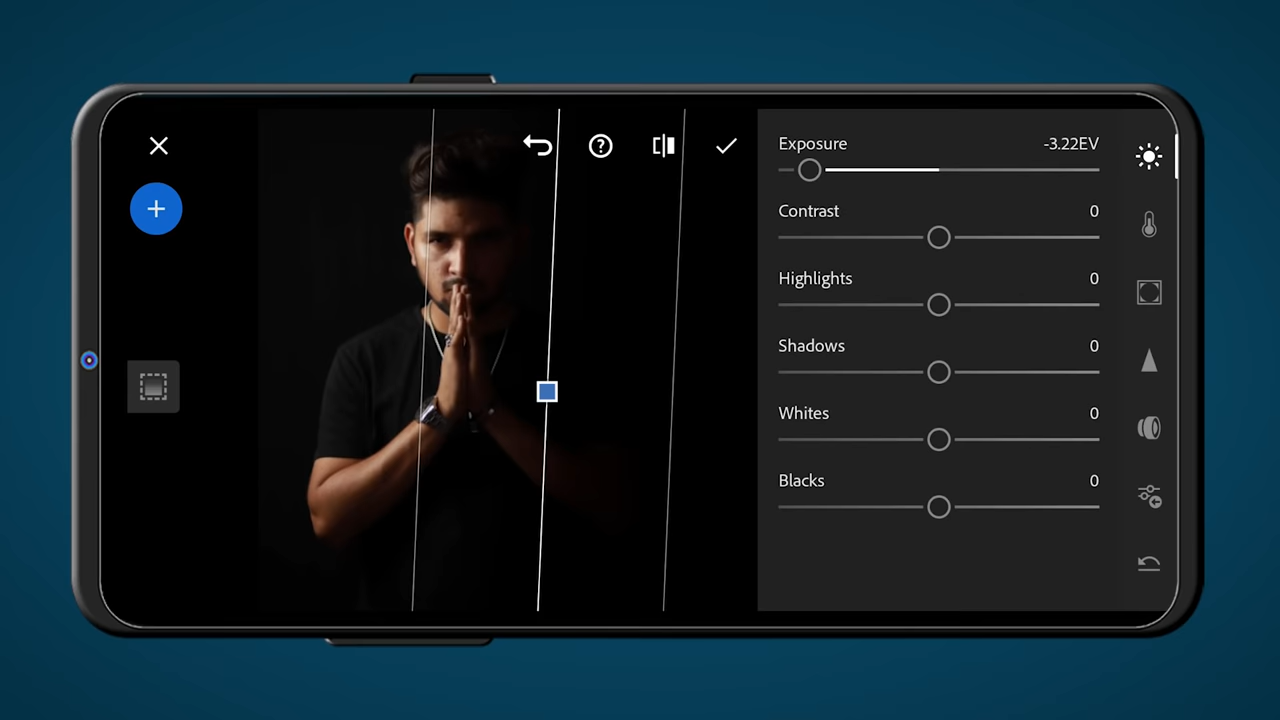 Exposure -3.22EV
Contrast 0
Highlights 0
Shadows 0
Whites 0
Blacks 0